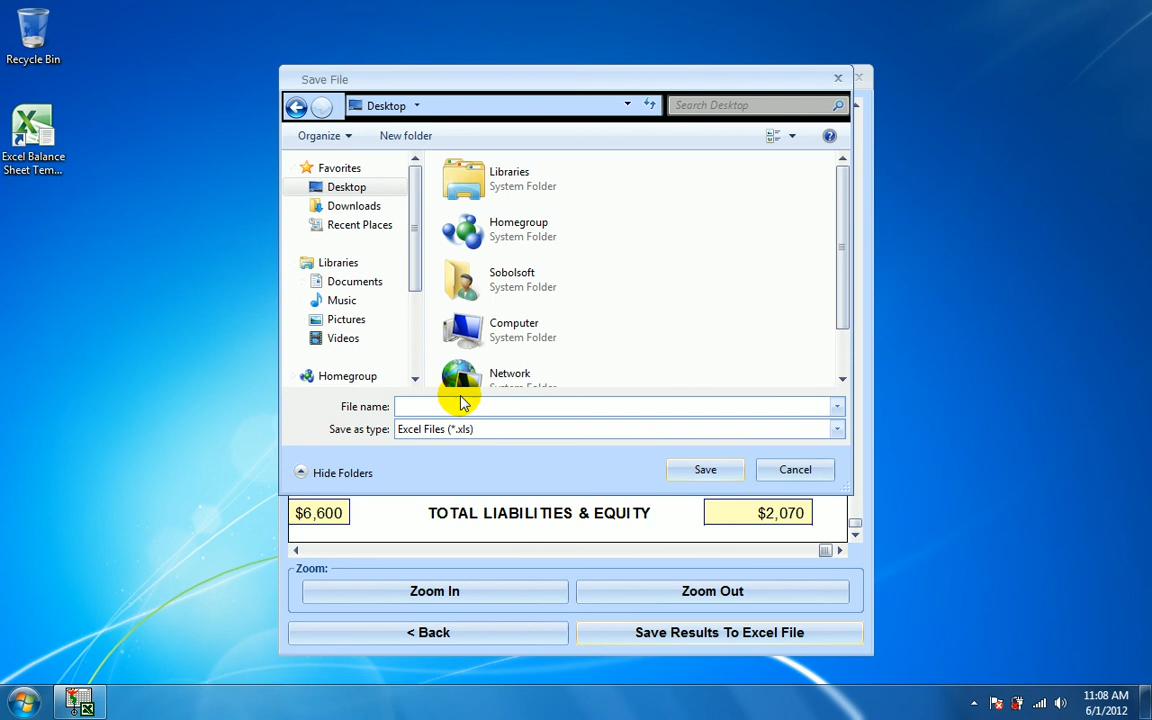 Recycle Bin
Excel Balance
Sheet Tem...
Save File
Desktop
Search Desktop
Organize
New folder
Favorites
Desktop
Downloads
Recent Places
Libraries
Documents
Music
Pictures
Videos
Homegroup
Libraries
System Folder
Homegroup
System Folder
Sobolsoft
System Folder
Computer
System Folder
Network
System Folder
File name:
Save as type: Excel Files (*.xls)
Hide Folders
Save
Cancel
$6,600 TOTAL LIABILITIES & EQUITY $2,070
Zoom:
Zoom In
Zoom Out
< Back
Save Results To Excel File
11:08 AM
6/1/2012